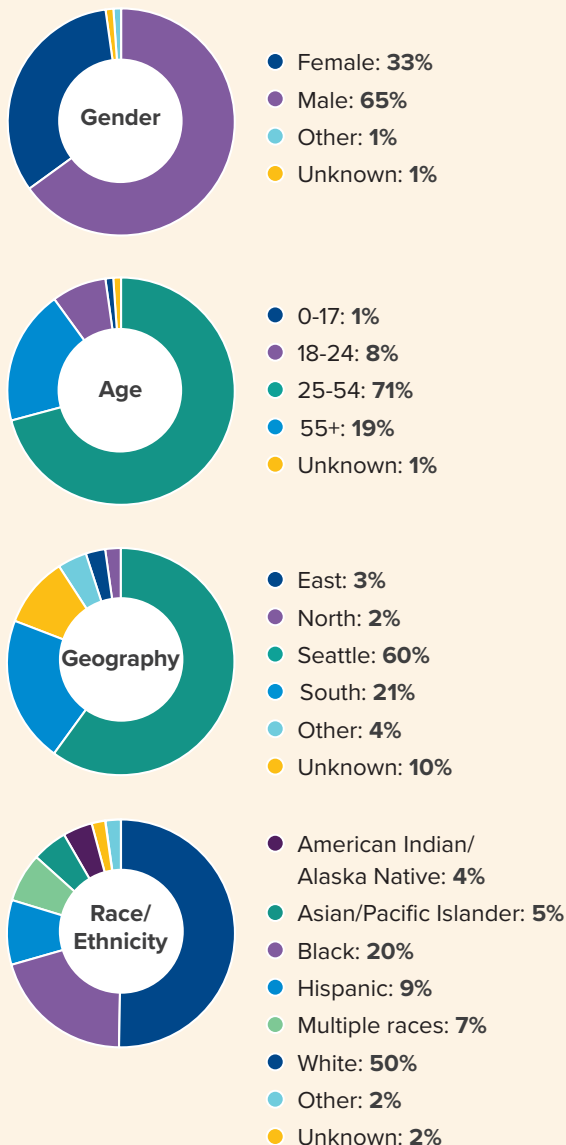 Gender
Female: 33%
Male: 65%
Other: 1%
Unknown: 1%
Age
0-17: 1%
18-24: 8%
25-54: 71%
55+: 19%
Unknown: 1%
Geography
East: 3%
North: 2%
Seattle: 60%
South: 21%
Other: 4%
Unknown: 10%
Race/
Ethnicity
American Indian/
Alaska Native: 4%
Asian/Pacific Islander: 5%
Black: 20%
Hispanic: 9%
Multiple races: 7%
White: 50%
Other: 2%
Unknown: 2%